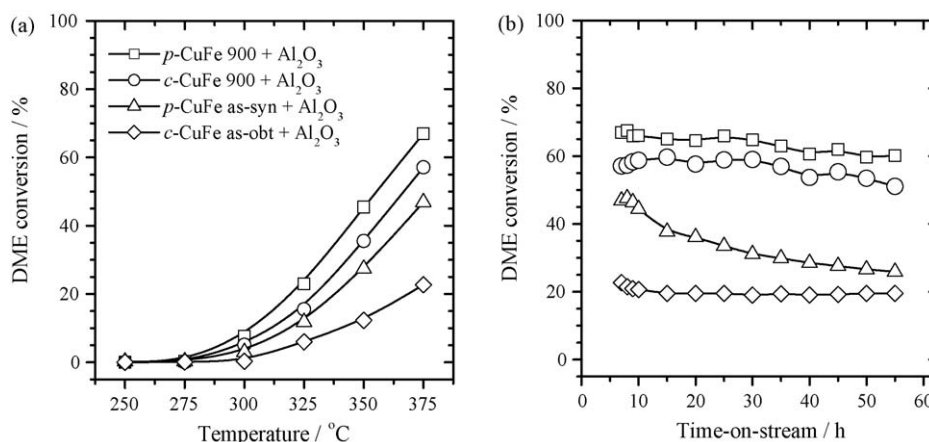 (a)
p-CuFe 900 + Al₂O₃
c-CuFe 900 + Al₂O₃
p-CuFe as-syn + Al₂O₃
c-CuFe as-obt + Al₂O₃
DME conversion / %
100
80
60
40
20
0
250 275 300 325 350 375
Temperature / °C
(b)
DME conversion / %
100
80
60
40
20
0
0 10 20 30 40 50 60
Time-on-stream / h